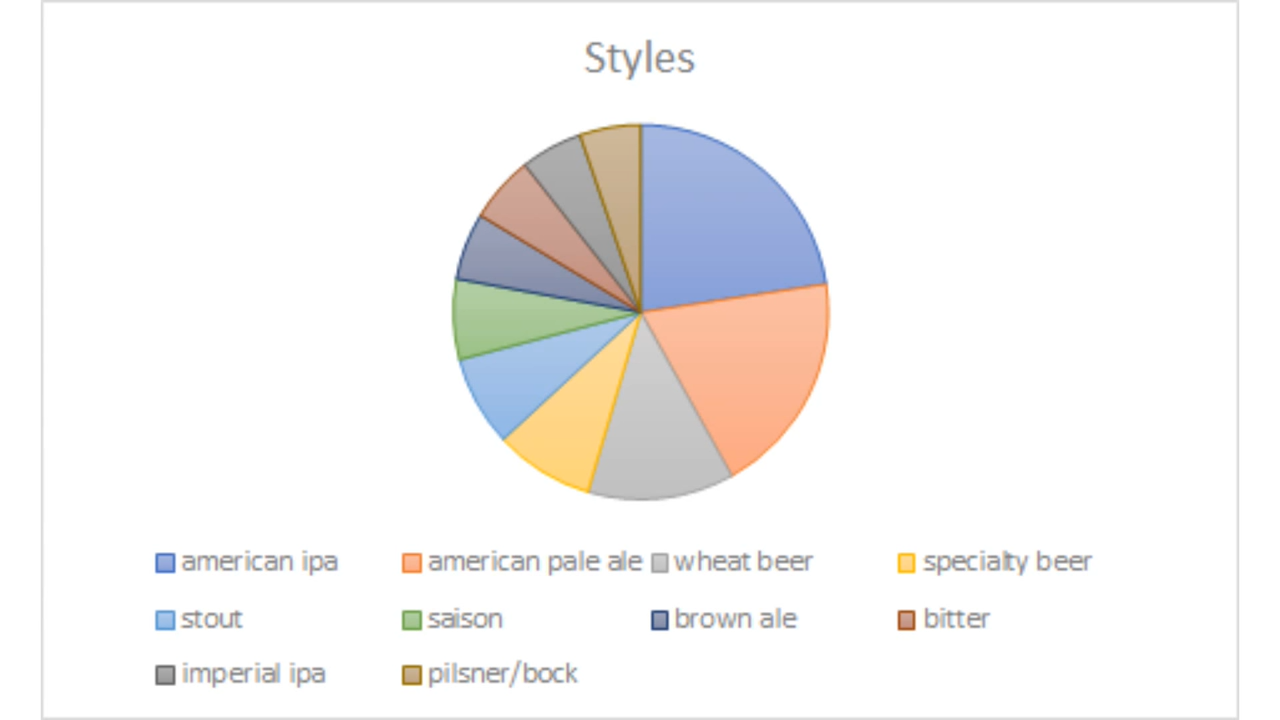 Styles
american ipa american pale ale wheat beer specialty beer
stout saison brown ale bitter
imperial ipa pilsner/bock